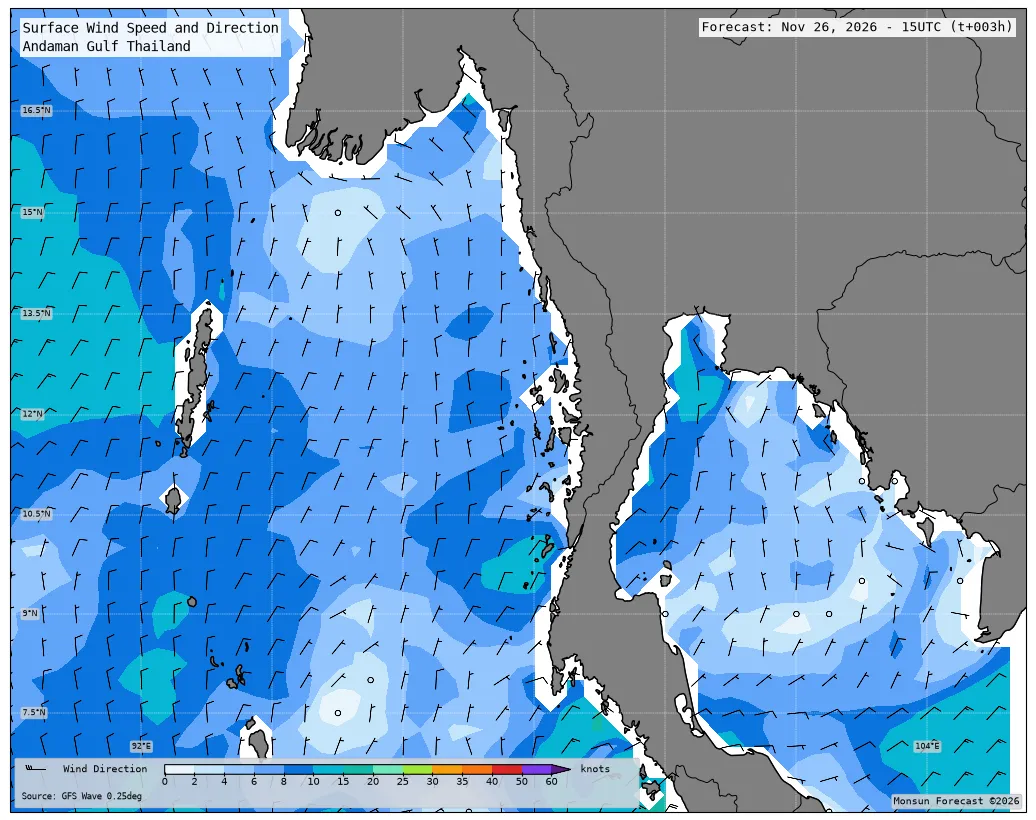 Surface Wind Speed and Direction
Andaman Gulf Thailand
Forecast: Nov 26, 2026 - 15UTC (t+003h)
16.5°N
15°N
13.5°N
12°N
10.5°N
9°N
7.5°N
92°E
104°E
Wind Direction
0 2 4 6 8 10 15 20 25 30 35 40 50 60
knots
Source: GFS Wave 0.25deg
Monsun Forecast ©2026